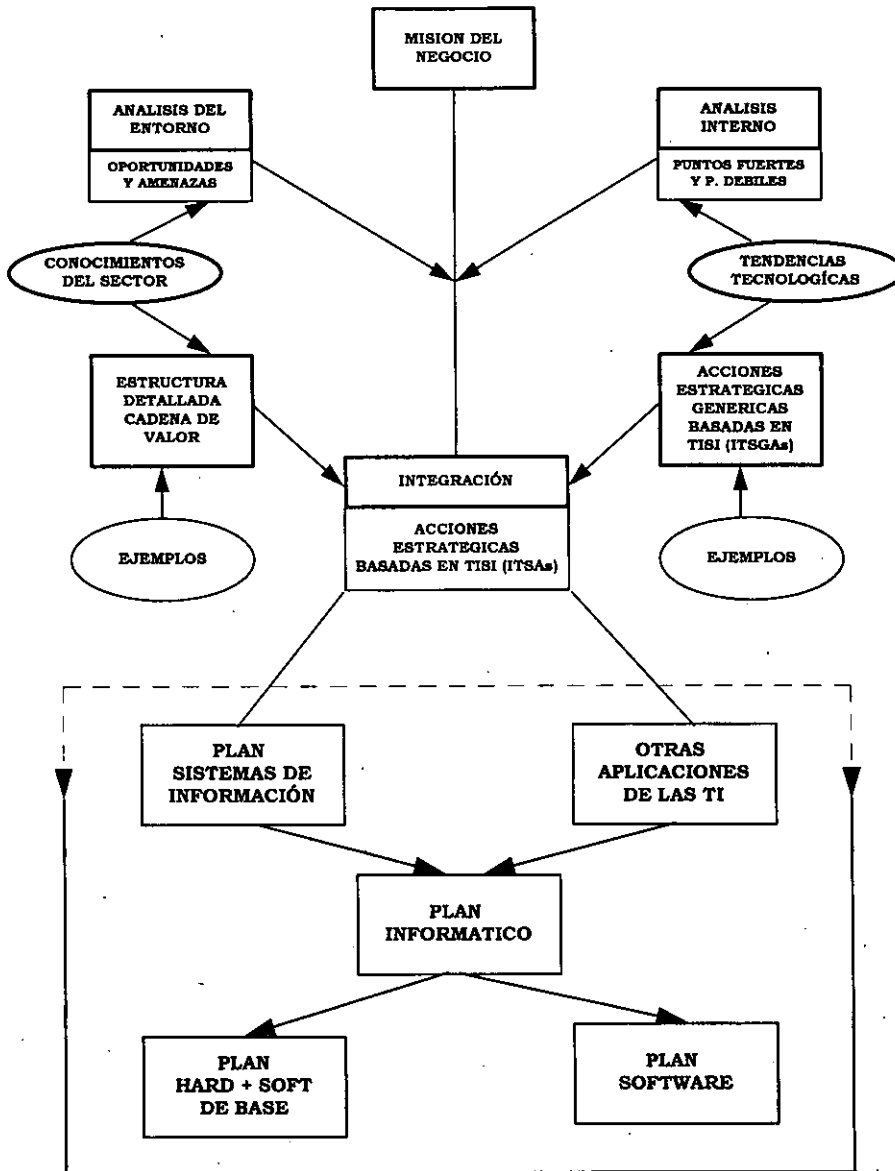 MISION DEL
NEGOCIO
ANALISIS DEL
ENTORNO
OPORTUNIDADES
Y AMENAZAS
ANALISIS
INTERNO
PUNTOS FUERTES
Y P. DEBILES
CONOCIMIENTOS
DEL SECTOR
TENDENCIAS
TECNOLOGÍCAS
ESTRUCTURA
DETALLADA
CADENA DE
VALOR
ACCIONES
ESTRATEGICAS
GENERICAS
BASADAS EN
TISI (ITSGAs)
INTEGRACIÓN
ACCIONES
ESTRATEGICAS
BASADAS EN TISI (ITSAs)
EJEMPLOS
EJEMPLOS
PLAN
SISTEMAS DE
INFORMACIÓN
OTRAS
APLICACIONES
DE LAS TI
PLAN
INFORMATICO
PLAN
HARD + SOFT
DE BASE
PLAN
SOFTWARE